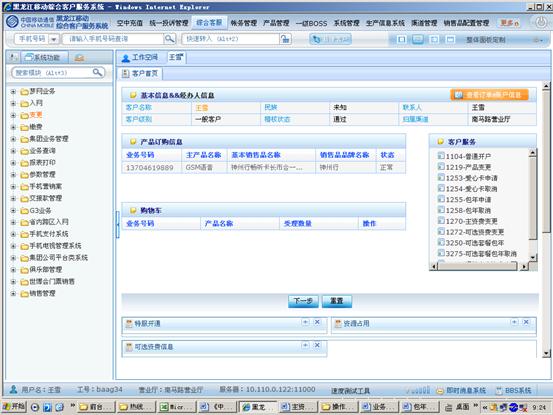 黑龙江移动综合客户服务系统 - Windows Internet Explorer
中国移动通信 CHINA MOBILE 黑龙江移动 综合客户服务系统 空中充值 统一投诉管理 综合客服 帐务管理 产品管理 一级BOSS 系统管理 生产信息系统 渠道管理 销售品配置管理 更多
手机号码 请输入手机号码查询 快速转入 (Alt+2) 整体面板定制
系统功能 工作空间 王雪
搜索模块 (Alt+3) 客户首页
梦网业务
入网
变更
缴费
集团业务管理
业务查询
报表打印
参数管理
手机营销案
交接款管理
G3业务
省内跨区入网
手机支付系统
手机电视管理系统
集团公司平台类系统
俱乐部管理
世博会门票销售
销售管理
基本信息&&经办人信息 查看订单&账户信息
客户名称 王雪 民族 未知 联系人 王雪
客户级别 一般客户 稽核状态 通过 归属渠道 南马路营业厅
产品订购信息
业务号码 主产品名称 基本销售品名称 销售品品牌名称 状态
13704619889 GSM语音 神州行畅听卡长市合一... 神州行 正常
购物车
业务号码 产品名称 受理数量 操作
客户服务
1104-普通开户
1219-产品变更
1253-爱心卡申请
1254-爱心卡取消
1255-包年申请
1258-包年取消
1270-主资费变更
1272-可选资费变更
3250-可选套餐包年
3275-可选套餐包年取消
下一步 重置
特服开通 资源占用
可选资费信息
用户名：王雪 工号：baag34 营业厅：南马路营业厅 服务器：10.110.0.122:11000 速度测试工具 即时消息系统 BBS系统
开始 前台... 热线... Micr... 《中... 黑龙... 主资... 操作... 业务... 包年... 桌面 9:24